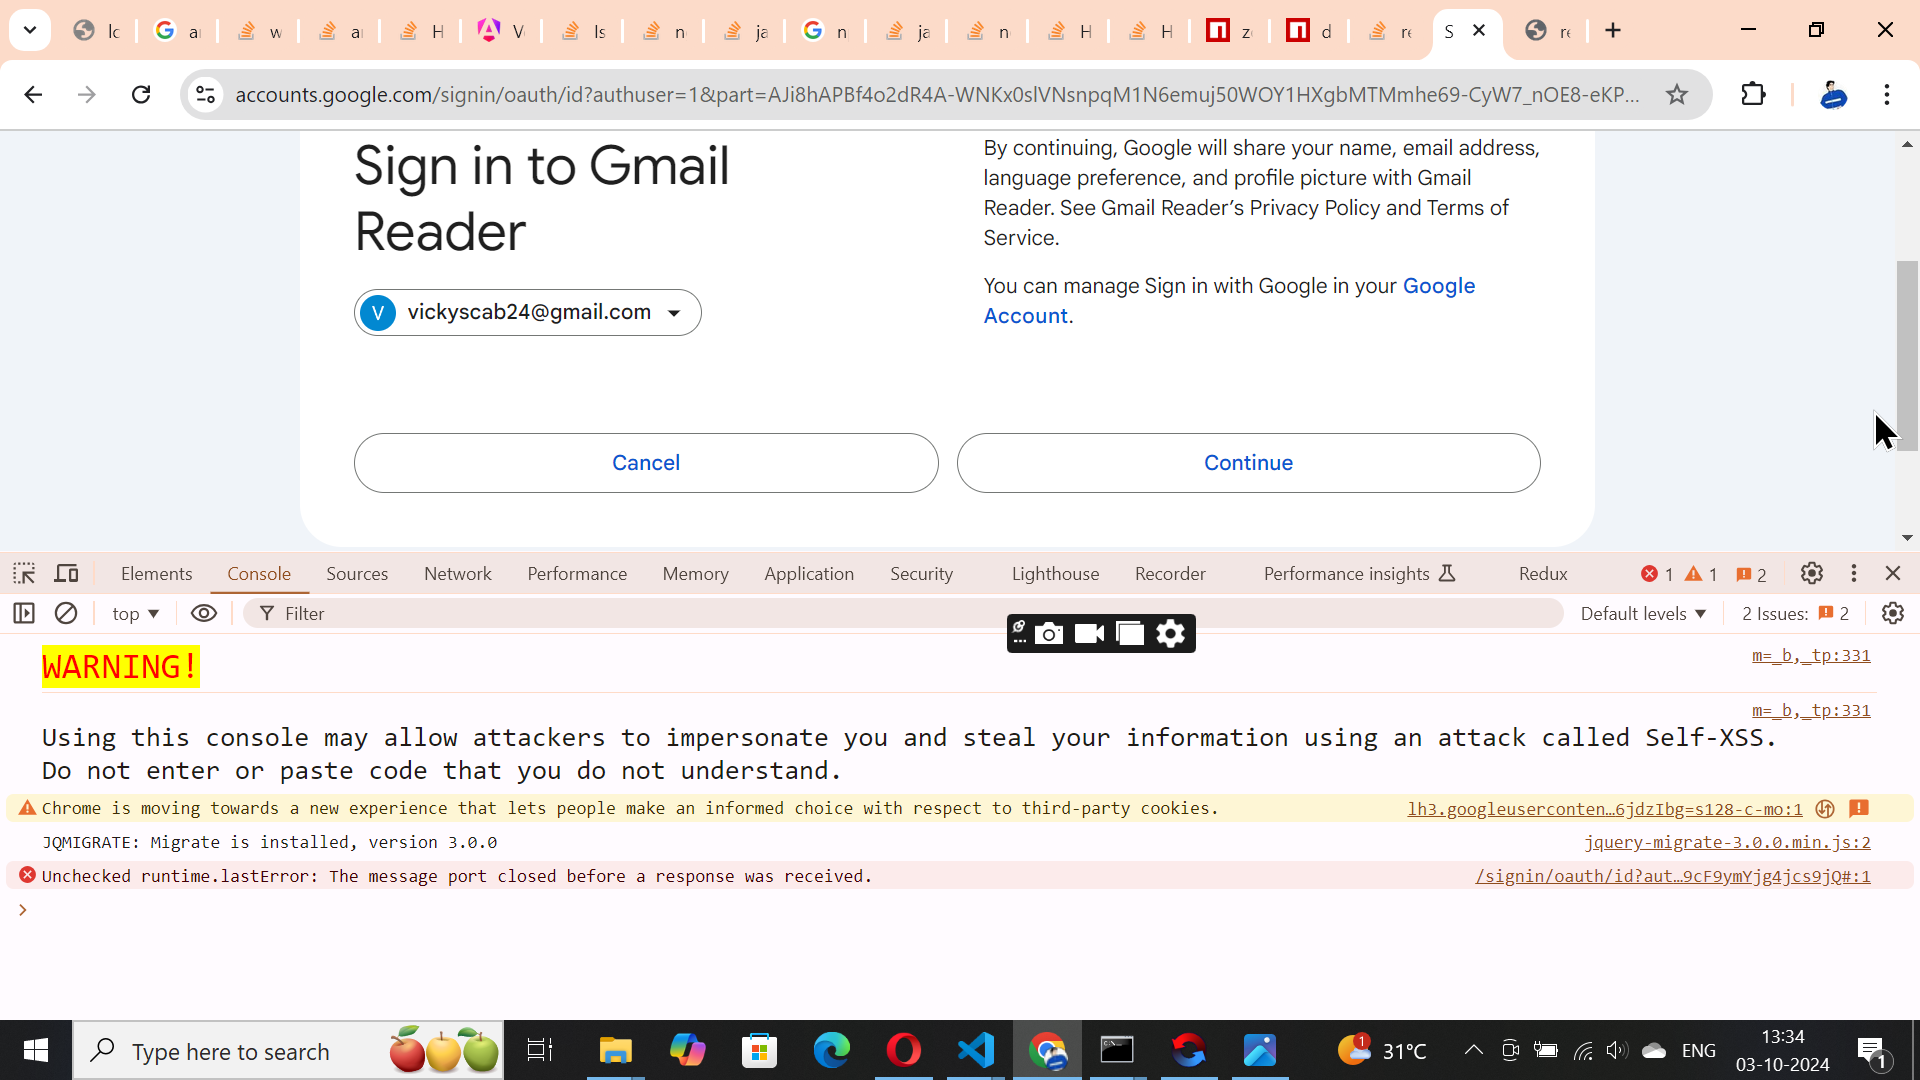 lo
a
w
a
H
V
Is
n
ja
n
ja
n
H
H
z
d
re
S
re
accounts.google.com/signin/oauth/id?authuser=1&part=AJi8hAPBf4o2dR4A-WNKx0slVNsnpqM1N6emuj50WOY1HXgbMTMmhe69-CyW7_nOE8-eKP...
Sign in to Gmail
Reader
V vickyscab24@gmail.com
By continuing, Google will share your name, email address,
language preference, and profile picture with Gmail
Reader. See Gmail Reader’s Privacy Policy and Terms of
Service.
You can manage Sign in with Google in your Google
Account.
Cancel
Continue
Elements Console Sources Network Performance Memory Application Security Lighthouse Recorder Performance insights Redux 1 1 2
top Filter Default levels 2 Issues: 2
WARNING! m=_b,_tp:331
m=_b,_tp:331
Using this console may allow attackers to impersonate you and steal your information using an attack called Self-XSS.
Do not enter or paste code that you do not understand.
Chrome is moving towards a new experience that lets people make an informed choice with respect to third-party cookies. lh3.googleuserconten…6jdzIbg=s128-c-mo:1
JQMIGRATE: Migrate is installed, version 3.0.0 jquery-migrate-3.0.0.min.js:2
Unchecked runtime.lastError: The message port closed before a response was received. /signin/oauth/id?aut…9cF9ymYjg4jcs9jQ#:1
Type here to search
1 31°C
ENG
13:34
03-10-2024
1